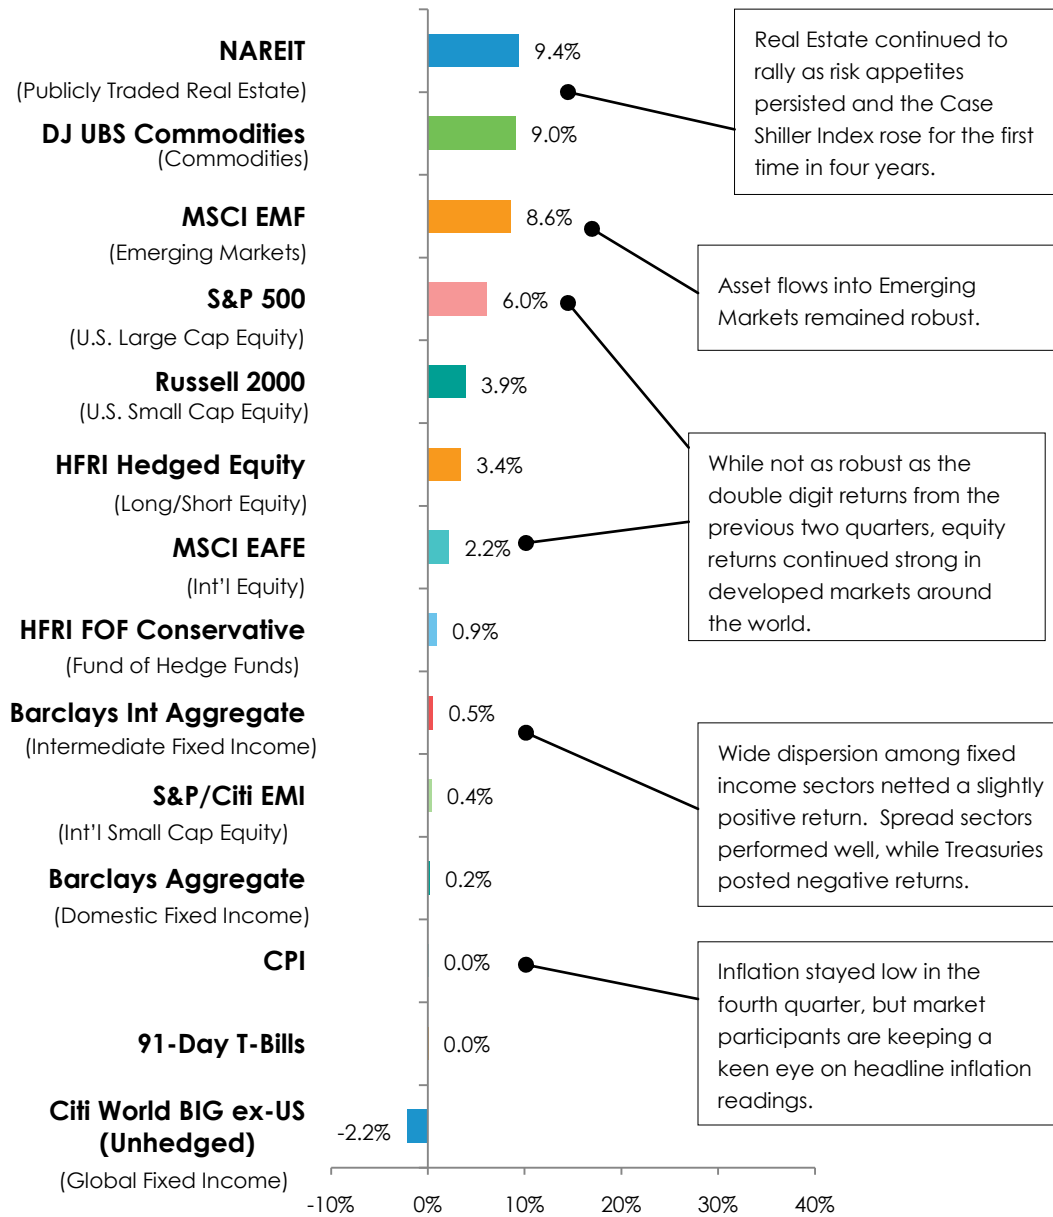 NAREIT
(Publicly Traded Real Estate)
9.4%
Real Estate continued to
rally as risk appetites
persisted and the Case
Shiller Index rose for the first
time in four years.
DJ UBS Commodities
(Commodities)
9.0%
MSCI EMF
(Emerging Markets)
8.6%
Asset flows into Emerging
Markets remained robust.
S&P 500
(U.S. Large Cap Equity)
6.0%
Russell 2000
(U.S. Small Cap Equity)
3.9%
HFRI Hedged Equity
(Long/Short Equity)
3.4%
While not as robust as the
double digit returns from the
previous two quarters, equity
returns continued strong in
developed markets around
the world.
MSCI EAFE
(Int'l Equity)
2.2%
HFRI FOF Conservative
(Fund of Hedge Funds)
0.9%
Barclays Int Aggregate
(Intermediate Fixed Income)
0.5%
Wide dispersion among fixed
income sectors netted a slightly
positive return.  Spread sectors
performed well, while Treasuries
posted negative returns.
S&P/Citi EMI
(Int'l Small Cap Equity)
0.4%
Barclays Aggregate
(Domestic Fixed Income)
0.2%
CPI
0.0%
Inflation stayed low in the
fourth quarter, but market
participants are keeping a
keen eye on headline inflation
readings.
91-Day T-Bills
0.0%
Citi World BIG ex-US
(Unhedged)
(Global Fixed Income)
-2.2%
-10%
0%
10%
20%
30%
40%